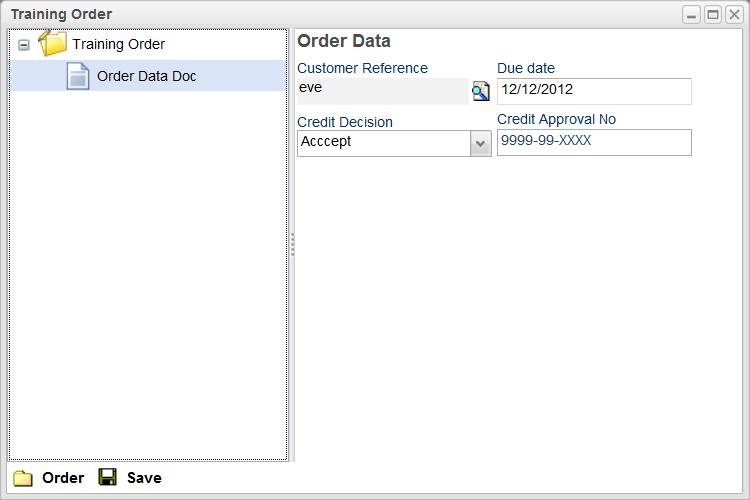 Training Order
Training Order
Order Data Doc
Order Data
Customer Reference
Due date
eve
12/12/2012
Credit Decision
Credit Approval No
Acccept
9999-99-XXXX
Order
Save